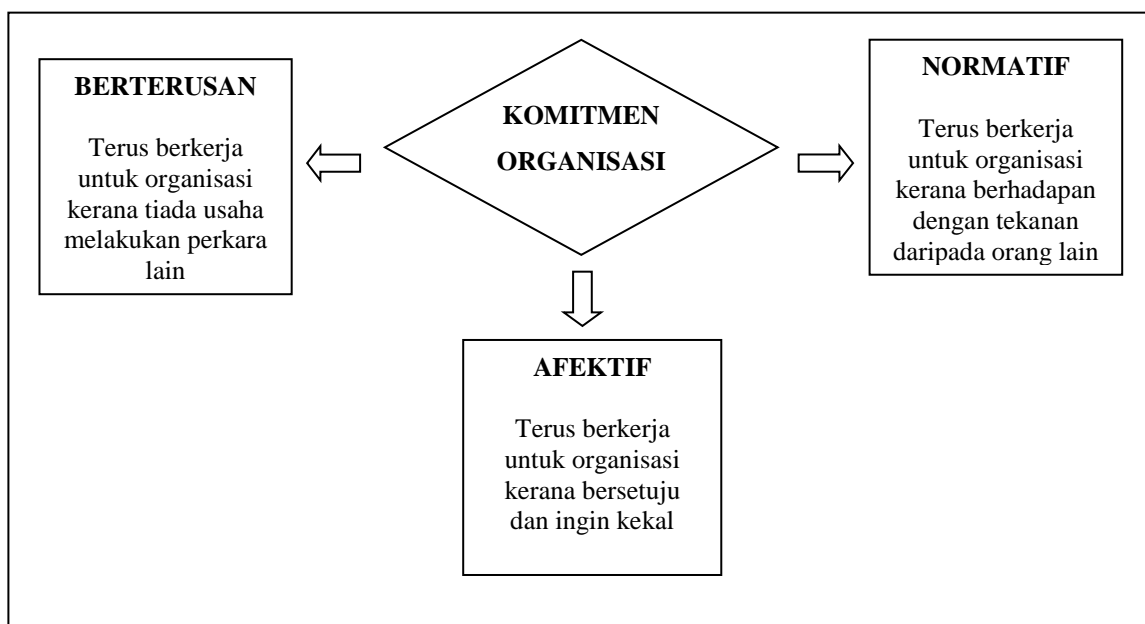 BERTERUSAN
Terus berkerja
untuk organisasi
kerana tiada usaha
melakukan perkara
lain
KOMITMEN
ORGANISASI
NORMATIF
Terus berkerja
untuk organisasi
kerana berhadapan
dengan tekanan
daripada orang lain
AFEKTIF
Terus berkerja
untuk organisasi
kerana bersetuju
dan ingin kekal